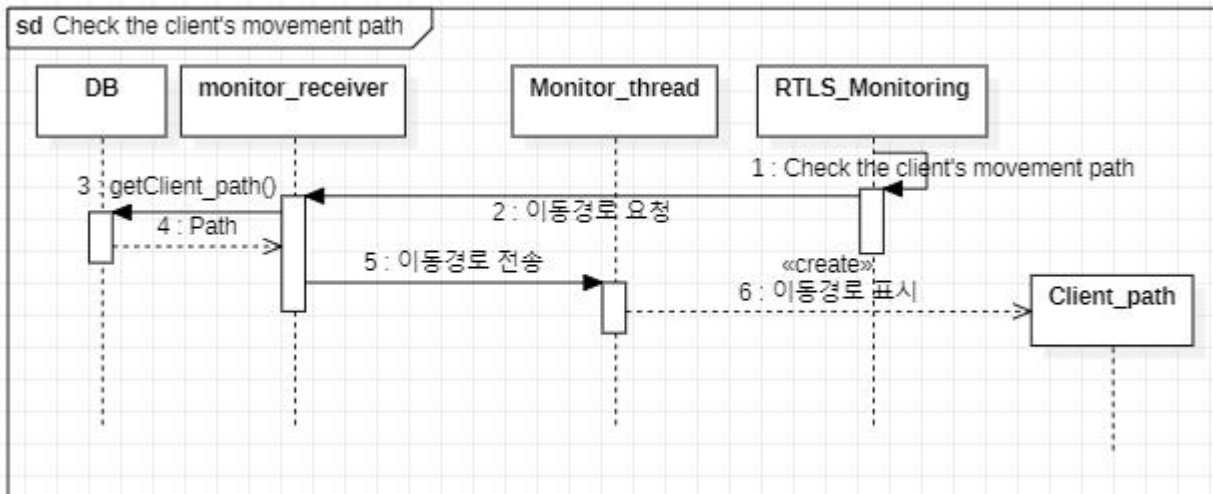 sd Check the client's movement path
DB
monitor_receiver
Monitor_thread
RTLS_Monitoring
1 : Check the client's movement path
3 : getClient_path()
2 : 이동경로 요청
4 : Path
5 : 이동경로 전송
«create»
6 : 이동경로 표시
Client_path